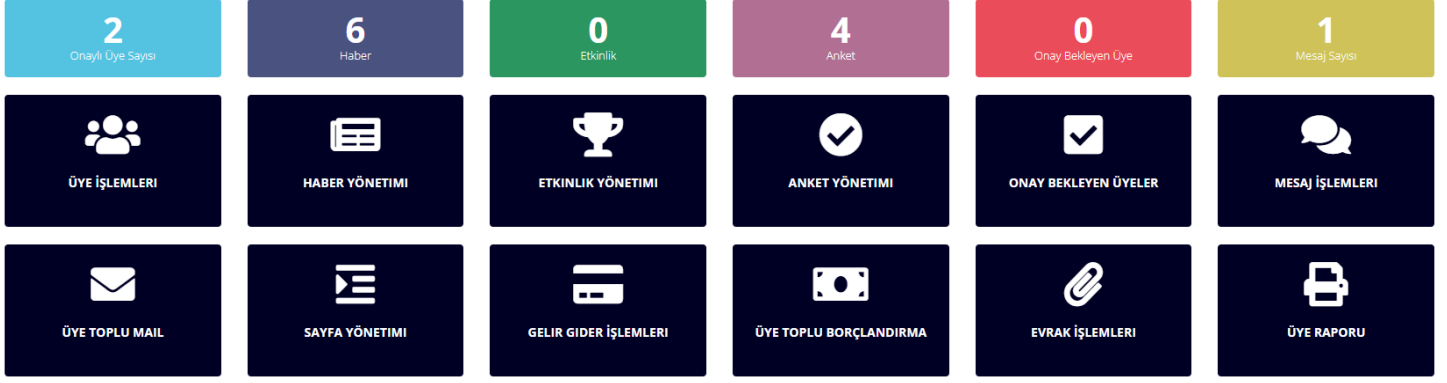 2
Onaylı Üye Sayısı
6
Haber
0
Etkinlik
4
Anket
0
Onay Bekleyen Üye
1
Mesaj Sayısı
ÜYE İŞLEMLERI
HABER YÖNETIMI
ETKINLIK YÖNETIMI
ANKET YÖNETIMI
ONAY BEKLEYEN ÜYELER
MESAJ İŞLEMLERI
ÜYE TOPLU MAIL
SAYFA YÖNETIMI
GELIR GIDER İŞLEMLERI
ÜYE TOPLU BORÇLANDIRMA
EVRAK İŞLEMLERI
ÜYE RAPORU